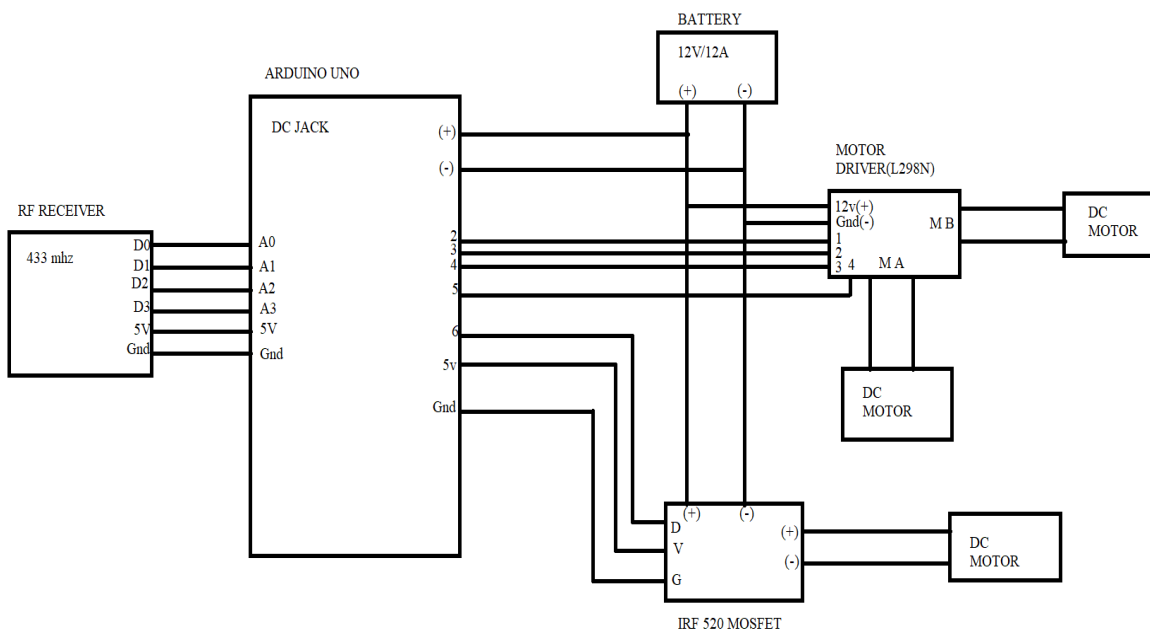 BATTERY
12V/12A
(+) (-)
ARDUINO UNO
DC JACK
(+)
(-)
2
3
4
5
6
5v
Gnd
A0
A1
A2
A3
5V
Gnd
RF RECEIVER
433 mhz
D0
D1
D2
D3
5V
Gnd
MOTOR
DRIVER(L298N)
12v(+)
Gnd(-)
1
2
3 4
M A
M B
DC
MOTOR
DC
MOTOR
(+) (-)
D
V
G
(+)
(-)
IRF 520 MOSFET
DC
MOTOR